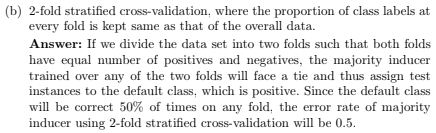 (b) 2-fold stratified cross-validation, where the proportion of class labels at
every fold is kept same as that of the overall data.
Answer: If we divide the data set into two folds such that both folds
have equal number of positives and negatives, the majority inducer
trained over any of the two folds will face a tie and thus assign test
instances to the default class, which is positive. Since the default class
will be correct 50% of times on any fold, the error rate of majority
inducer using 2-fold stratified cross-validation will be 0.5.